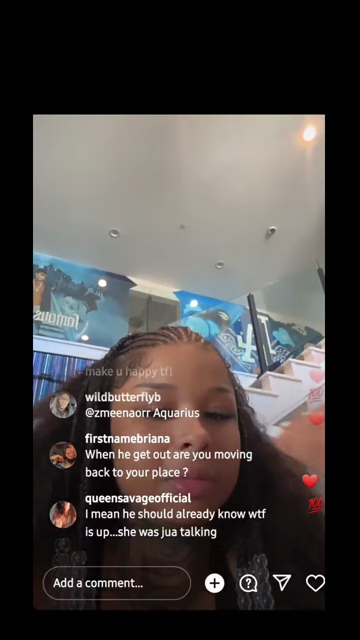 famous
make u happy tf!
wildbutterflyb
@zmeenaorr Aquarius
firstnamebriana
When he get out are you moving
back to your place ?
queensavageofficial
I mean he should already know wtf
is up...she was jua talking
Add a comment...